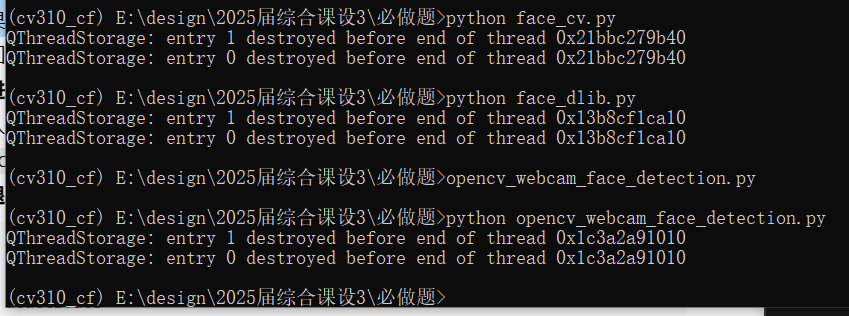 (cv310_cf) E:\design\2025届综合课设3\必做题>python face_cv.py
QThreadStorage: entry 1 destroyed before end of thread 0x21bbc279b40
QThreadStorage: entry 0 destroyed before end of thread 0x21bbc279b40
(cv310_cf) E:\design\2025届综合课设3\必做题>python face_dlib.py
QThreadStorage: entry 1 destroyed before end of thread 0x13b8cf1ca10
QThreadStorage: entry 0 destroyed before end of thread 0x13b8cf1ca10
(cv310_cf) E:\design\2025届综合课设3\必做题>opencv_webcam_face_detection.py
(cv310_cf) E:\design\2025届综合课设3\必做题>python opencv_webcam_face_detection.py
QThreadStorage: entry 1 destroyed before end of thread 0x1c3a2a91010
QThreadStorage: entry 0 destroyed before end of thread 0x1c3a2a91010
(cv310_cf) E:\design\2025届综合课设3\必做题>